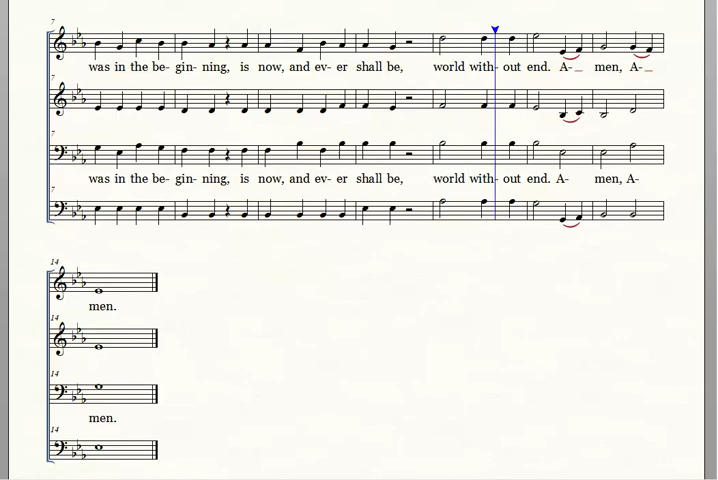 7
was in the be- gin- ning, is now, and ev- er shall be, world with- out end. A-_ men, A-_
7
7
was in the be- gin- ning, is now, and ev- er shall be, world with- out end. A- men, A-
7
14
men.
14
14
men.
14